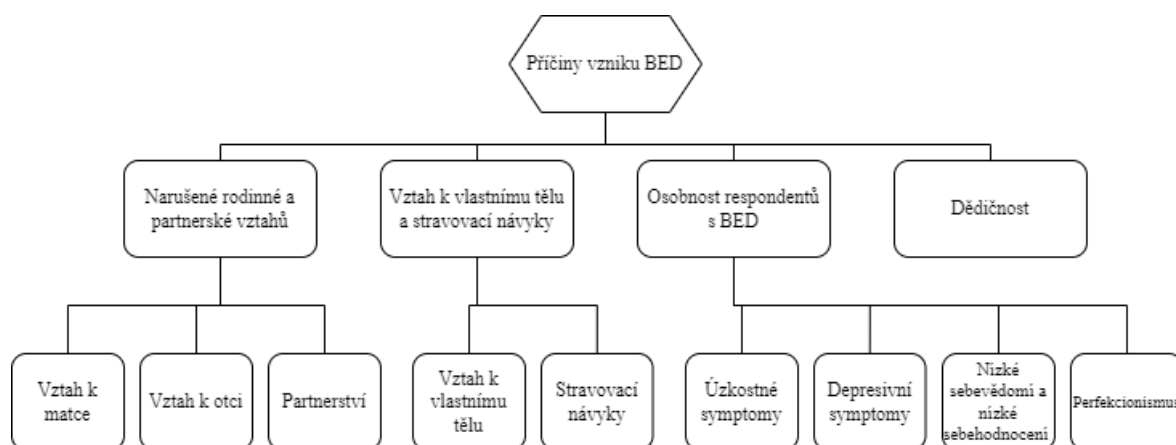 Příčiny vzniku BED
Narušené rodinné a
partnerské vztahů
Vztah k vlastnímu tělu
a stravovací návyky
Osobnost respondentů
s BED
Dědičnost
Vztah k
matce
Vztah k otci
Partnerství
Vztah k
vlastnímu
tělu
Stravovací
návyky
Úzkostné
symptomy
Depresivní
symptomy
Nízké
sebevědomí a
nízké
sebehodnocení
Perfekcionismus